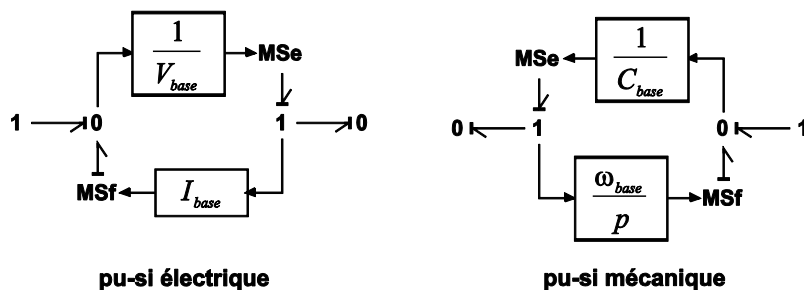 1
V_base
MSe
MSe
1
C_base
1 0 1 0
0 1 0 1
MSf
I_base
ω_base
p
MSf
pu-si électrique
pu-si mécanique